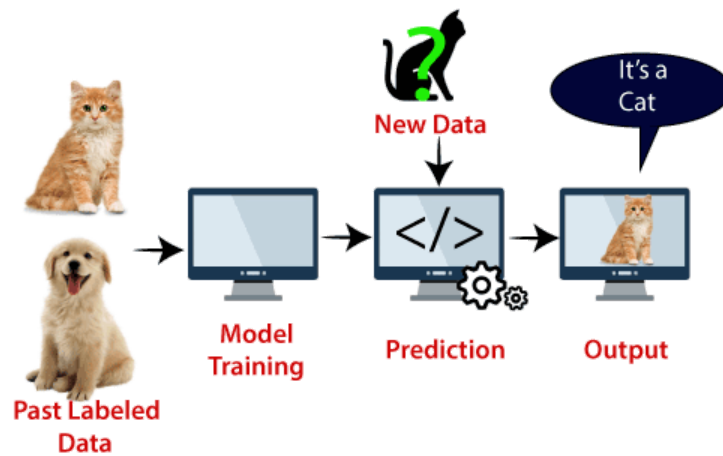 It's a
Cat
?
New Data
</>
Model
Training
Prediction
Output
Past Labeled
Data